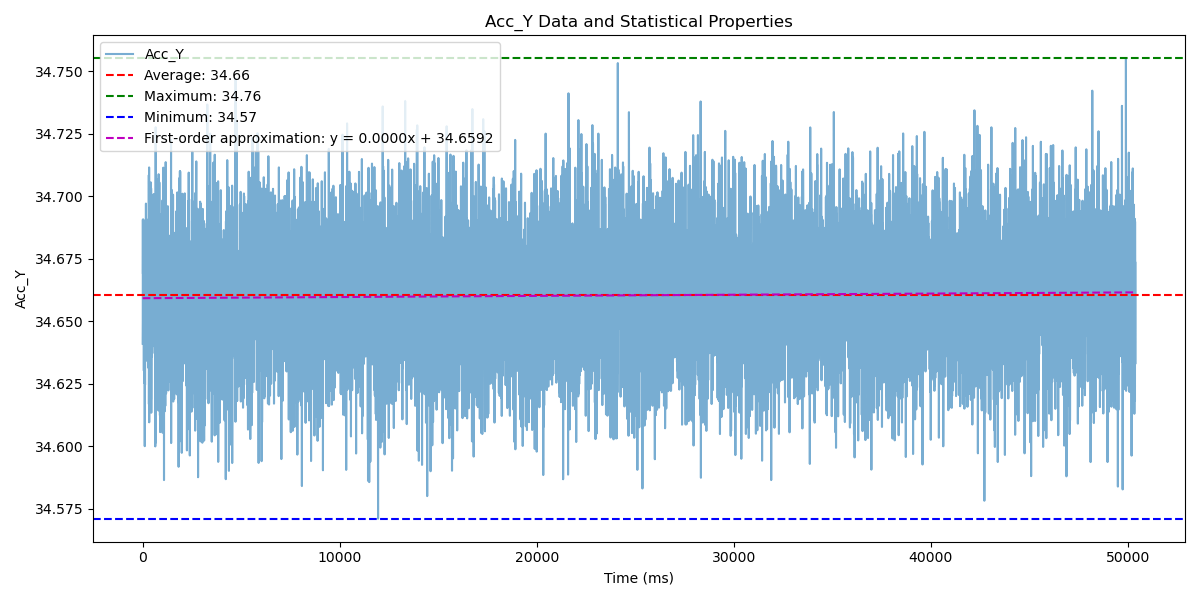 Acc_Y Data and Statistical Properties
Acc_Y
Average: 34.66
Maximum: 34.76
Minimum: 34.57
First-order approximation: y = 0.0000x + 34.6592
34.750
34.725
34.700
34.675
34.650
34.625
34.600
34.575
Acc_Y
0 10000 20000 30000 40000 50000
Time (ms)